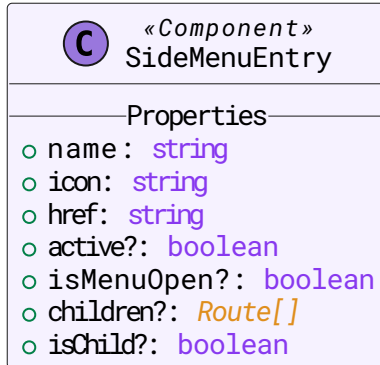 C
«Component»
SideMenuEntry
Properties
name: string
icon: string
href: string
active?: boolean
isMenuOpen?: boolean
children?: Route[]
isChild?: boolean